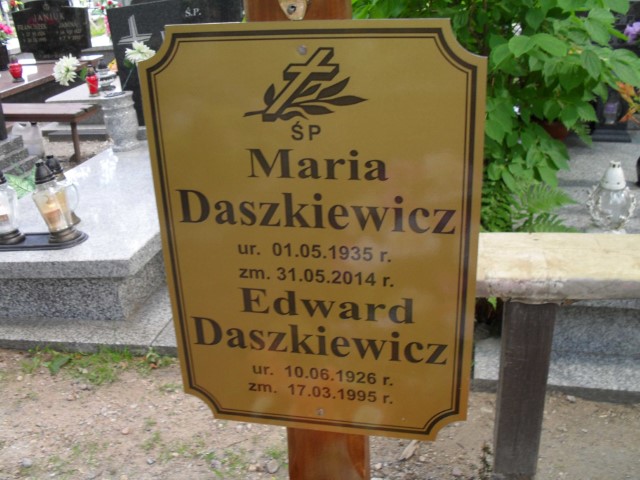 JANIUK
Ś.P.
ŚP
Maria
Daszkiewicz
ur. 01.05.1935 r.
zm. 31.05.2014 r.
Edward
Daszkiewicz
ur. 10.06.1926 r.
zm. 17.03.1995 r.